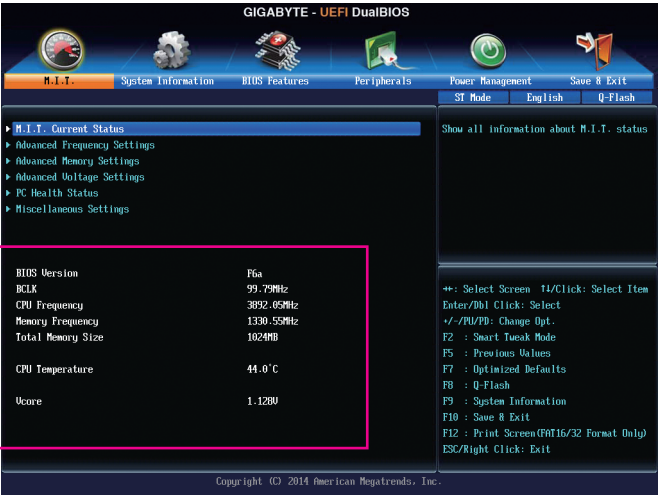 GIGABYTE - UEFI DualBIOS
M.I.T. System Information BIOS Features Peripherals Power Management Save & Exit
ST Mode English Q-Flash
M.I.T. Current Status
Advanced Frequency Settings
Advanced Memory Settings
Advanced Voltage Settings
PC Health Status
Miscellaneous Settings
Show all information about M.I.T. status
BIOS Version F6a
BCLK 99.79MHz
CPU Frequency 3892.05MHz
Memory Frequency 1330.55MHz
Total Memory Size 1024MB
CPU Temperature 44.0°C
Vcore 1.128V
→←: Select Screen ↑↓/Click: Select Item
Enter/Dbl Click: Select
+/-/PU/PD: Change Opt.
F2 : Smart Tweak Mode
F5 : Previous Values
F7 : Optimized Defaults
F8 : Q-Flash
F9 : System Information
F10 : Save & Exit
F12 : Print Screen(FAT16/32 Format Only)
ESC/Right Click: Exit
Copyright (C) 2014 American Megatrends, Inc.